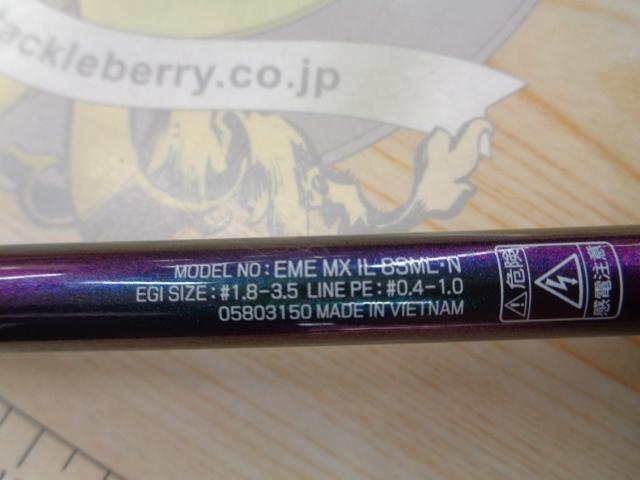 ackleberry.co.jp
MODEL NO : EME MX IL 83ML・N
EGI SIZE : #1.8-3.5 LINE PE : #0.4-1.0
05803150 MADE IN VIETNAM
危険
感電注意